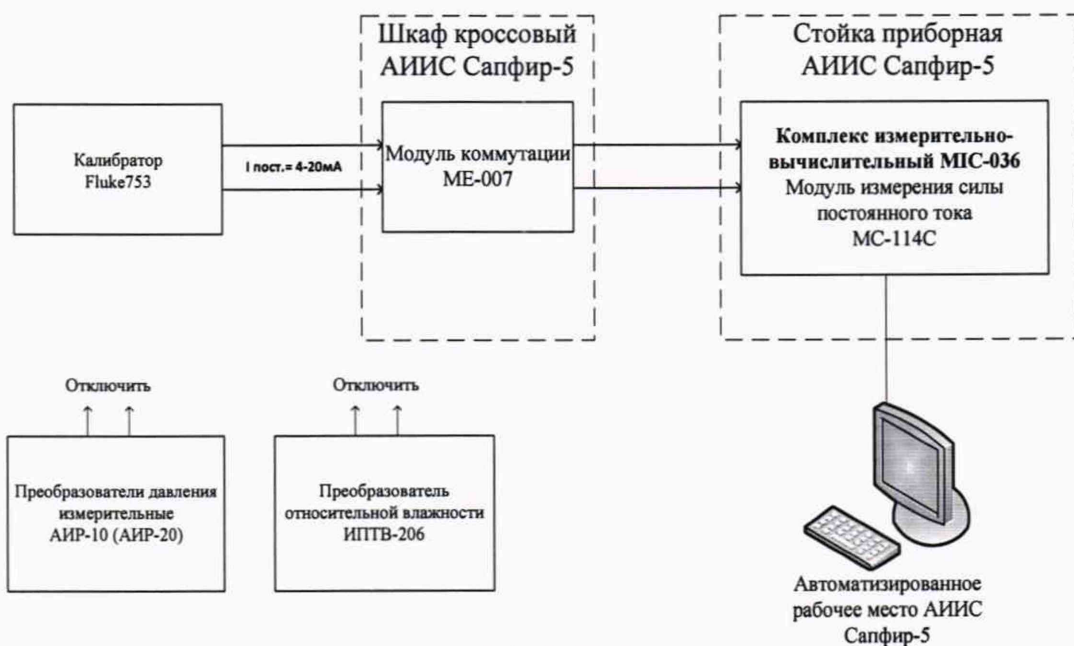 Шкаф кроссовый
АИИС Сапфир-5
Стойка приборная
АИИС Сапфир-5
Калибратор
Fluke753
I пост.= 4-20мА
Модуль коммутации
МЕ-007
Комплекс измерительно-
вычислительный MIC-036
Модуль измерения силы
постоянного тока
МС-114С
Отключить
Отключить
Преобразователи давления
измерительные
АИР-10 (АИР-20)
Преобразователь
относительной влажности
ИПТВ-206
Автоматизированное
рабочее место АИИС
Сапфир-5